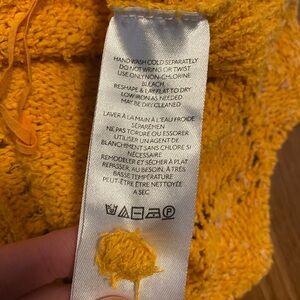 HAND WASH COLD SEPARATELY
DO NOT WRING OR TWIST
USE ONLY NON-CHLORINE
BLEACH
RESHAPE & LAY FLAT TO DRY
LOW IRON AS NEEDED
MAY BE DRY CLEANED
LAVER À LA MAIN À L'EAU FROIDE
SÉPARÉMEN
NE PAS TORDRE OU ESSORER
UTILISER UN AGENT DE
BLANCHIMENT SANS CHLORE SI
NÉCESSAIRE
REMODELER ET SÉCHER À PLAT
REPASSER, AU BESOIN, À TRÈS
BASSE TEMPÉRATURE
PEUT-ÊTRE ÊTRE NETTOYÉE
A SEC